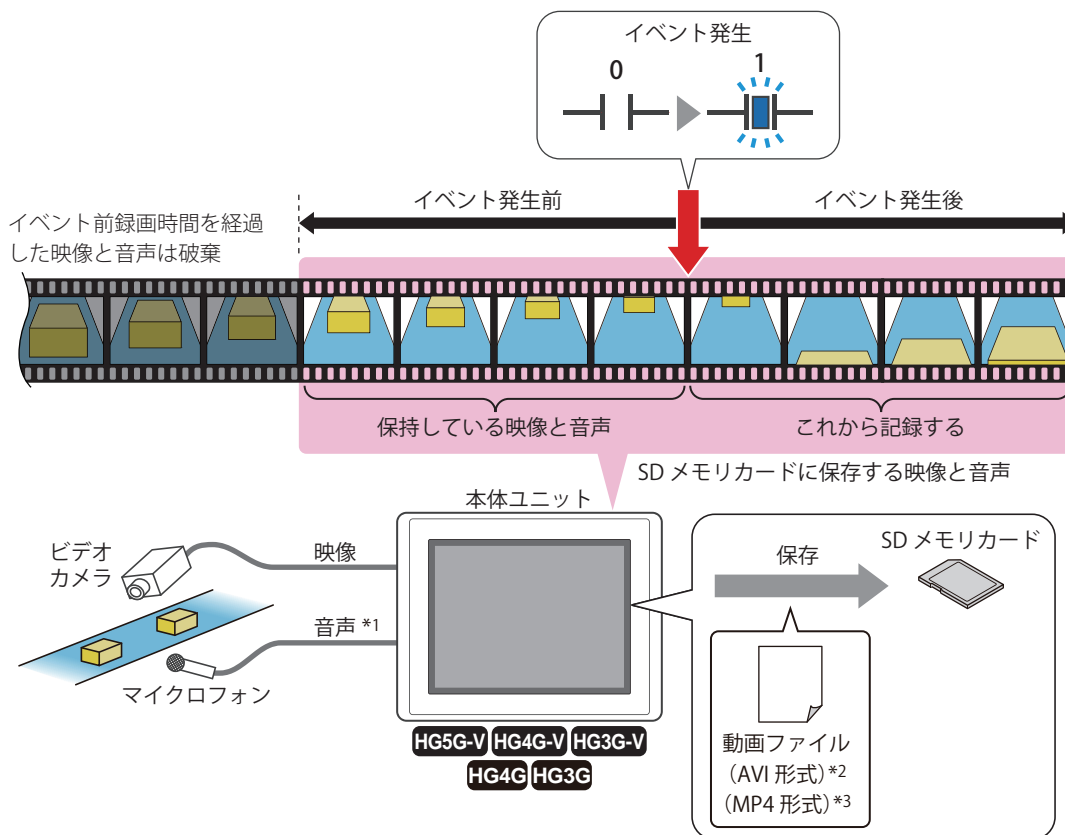 イベント発生
0
1
イベント発生前
イベント発生後
イベント前録画時間を経過
した映像と音声は破棄
保持している映像と音声
これから記録する
SD メモリカードに保存する映像と音声
本体ユニット
ビデオ
カメラ
映像
音声 *1
マイクロフォン
HG5G-V HG4G-V HG3G-V
HG4G HG3G
保存
SD メモリカード
動画ファイル
（AVI 形式）*2
（MP4 形式）*3